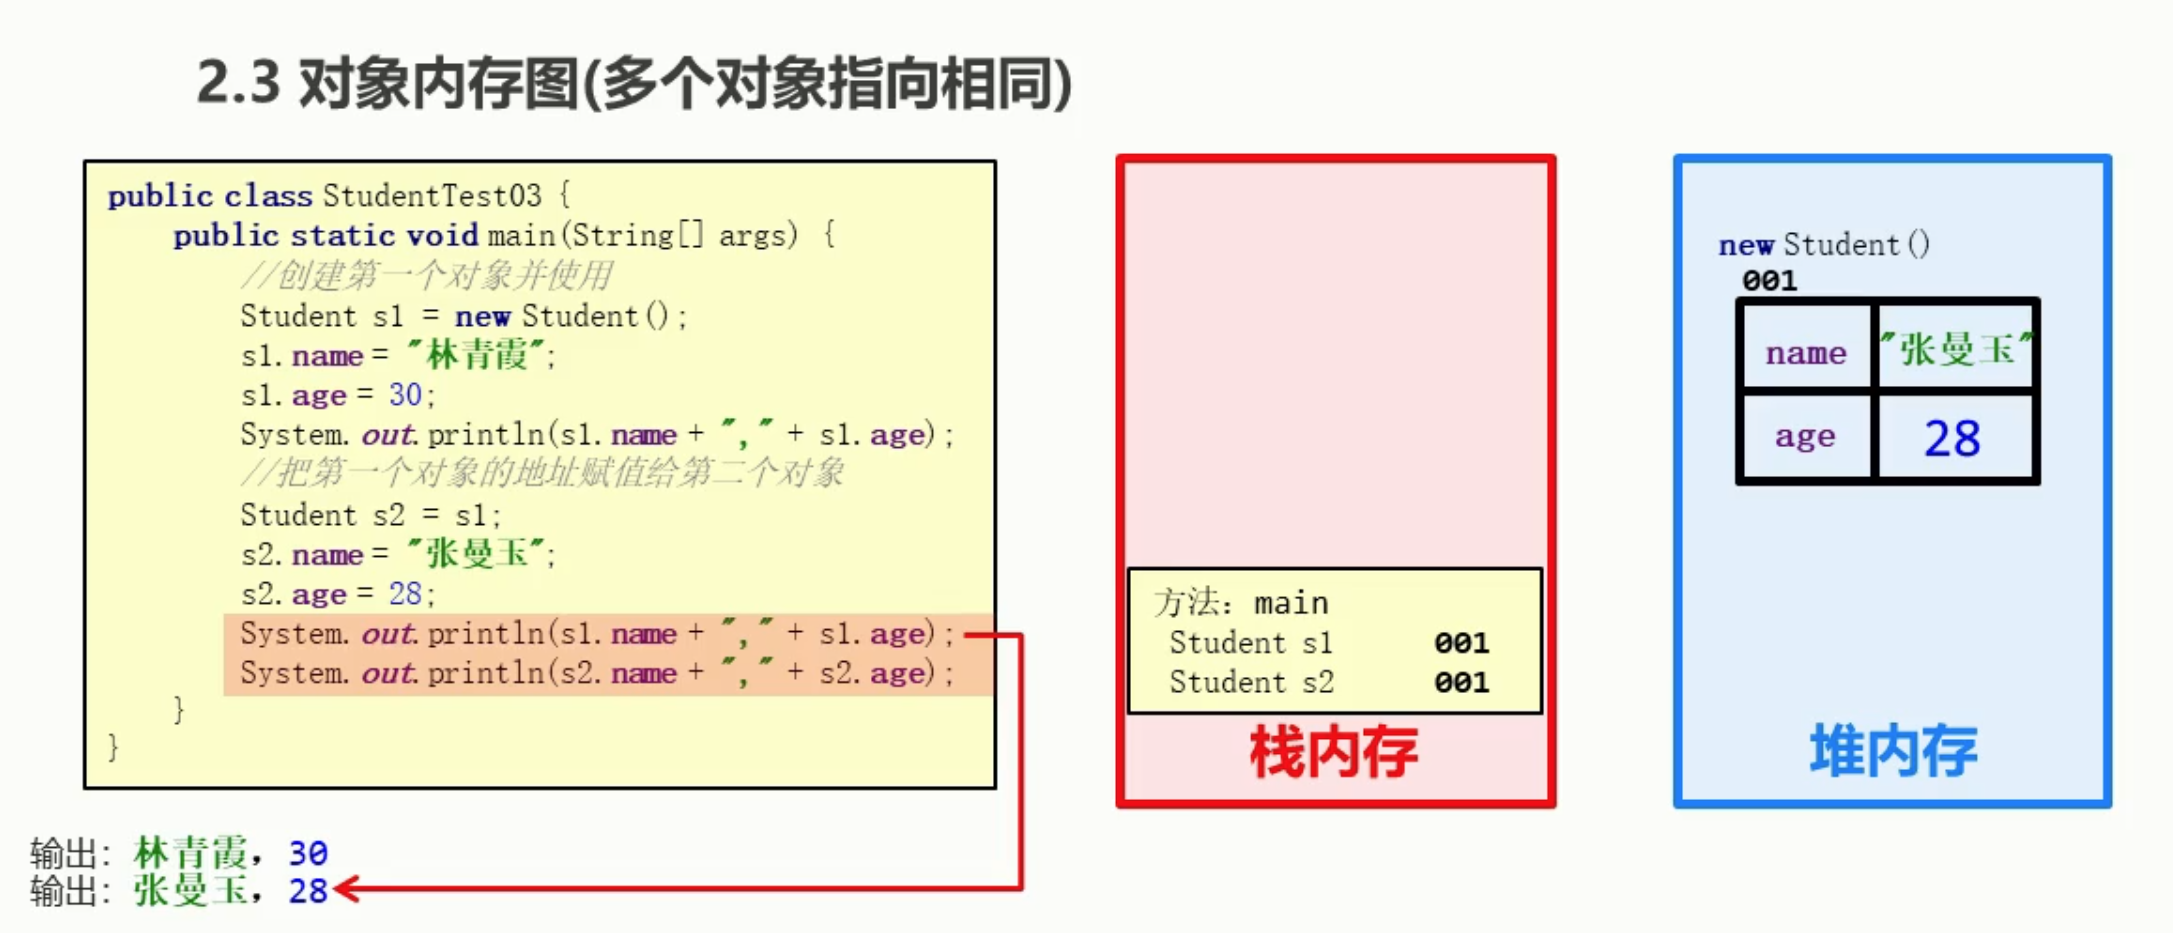 2.3 对象内存图(多个对象指向相同)
public class StudentTest03 {
public static void main(String[] args) {
//创建第一个对象并使用
Student s1 = new Student();
s1.name = "林青霞";
s1.age = 30;
System.out.println(s1.name + "," + s1.age);
//把第一个对象的地址赋值给第二个对象
Student s2 = s1;
s2.name = "张曼玉";
s2.age = 28;
System.out.println(s1.name + "," + s1.age);
System.out.println(s2.name + "," + s2.age);
}
}
输出：林青霞，30
输出：张曼玉，28
方法：main
Student s1 001
Student s2 001
栈内存
new Student()
001
name "张曼玉"
age 28
堆内存